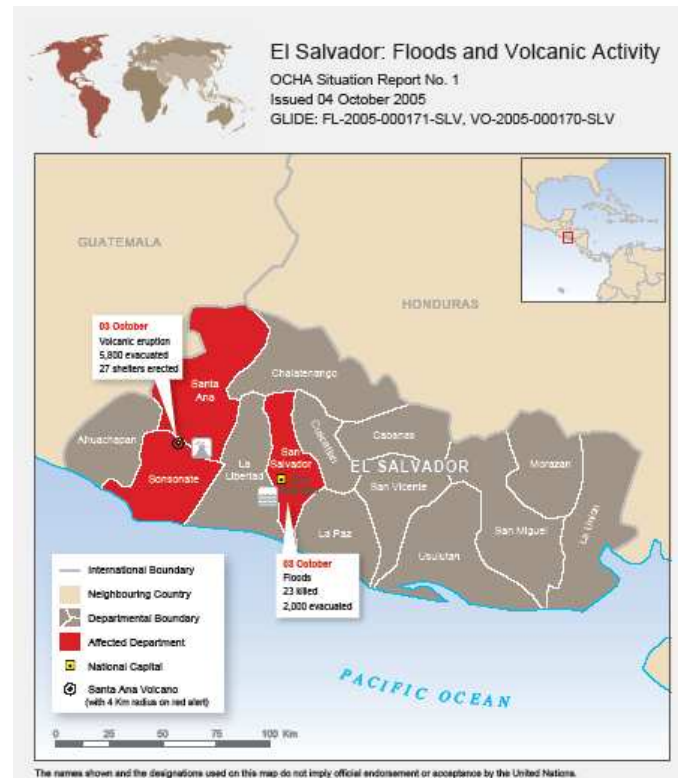 El Salvador: Floods and Volcanic Activity
OCHA Situation Report No. 1
Issued 04 October 2005
GLIDE: FL-2005-000171-SLV, VO-2005-000170-SLV
GUATEMALA
HONDURAS
03 October
Volcanic eruption
5,800 evacuated
27 shelters erected
Santa
Ana
Chalatenango
Ahuachapan
Sonsonate
La
Libertad
San
Salvador
Cuscatlan
Cabanas
EL SALVADOR
San Vicente
Morazan
La Paz
Usulutan
San Miguel
La Union
03 October
Floods
23 killed
2,000 evacuated
International Boundary
Neighbouring Country
Departmental Boundary
Affected Department
National Capital
Santa Ana Volcano
(with 4 Km radius on red alert)
PACIFIC OCEAN
0 25 50 75 100 Km
The names shown and the designations used on this map do not imply official endorsement or acceptance by the United Nations.